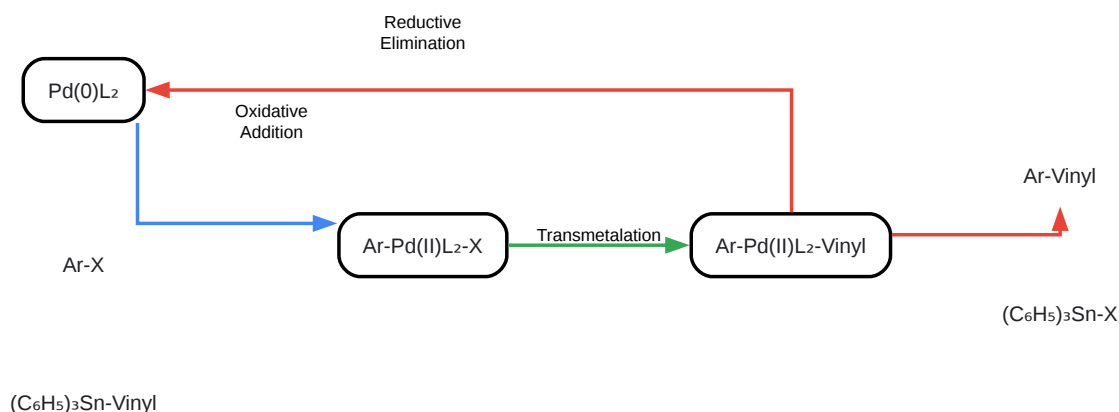 Reductive
Elimination
Pd(0)L₂
Oxidative
Addition
Ar-Vinyl
Transmetalation
Ar-Pd(II)L₂-X
Ar-Pd(II)L₂-Vinyl
Ar-X
(C₆H₅)₃Sn-X
(C₆H₅)₃Sn-Vinyl